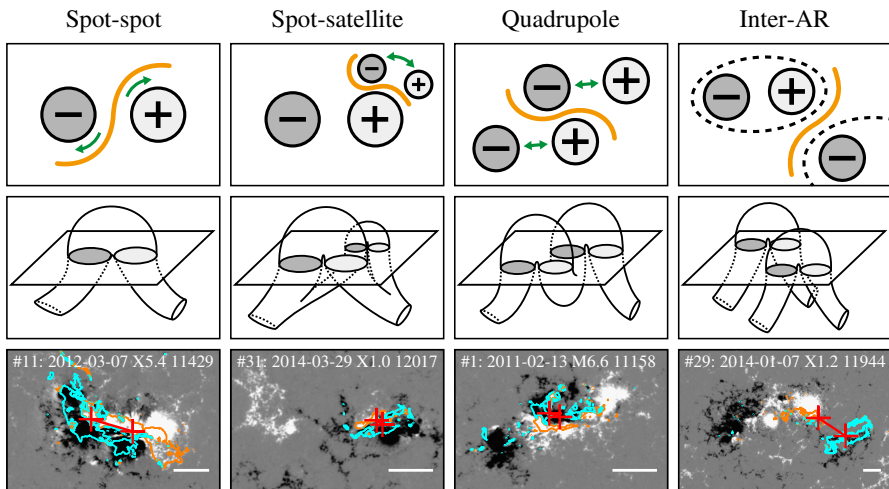 Spot-spot Spot-satellite Quadrupole Inter-AR
#11: 2012-03-07 X5.4 11429 #31: 2014-03-29 X1.0 12017 #1: 2011-02-13 M6.6 11158 #29: 2014-01-07 X1.2 11944